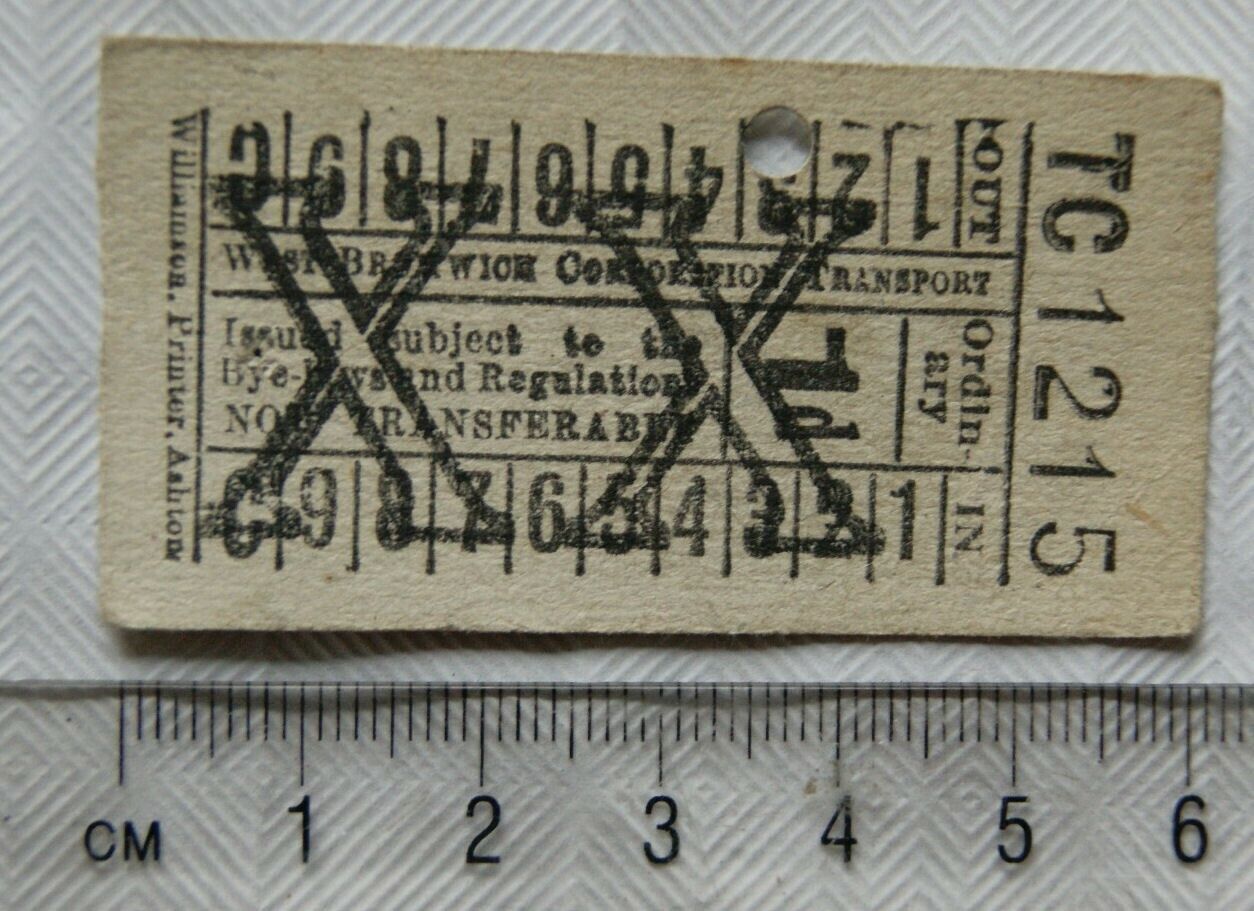 TC 1215
OUT 1 2 3 4 5 6 7 8 9
WEST BROMWICH CORPORATION TRANSPORT
Issued subject to the
Bye-Laws and Regulations
NOT TRANSFERABLE
1d
Ordin-
ary
9 8 7 6 5 4 3 2 1 IN
Williamson, Printer, Ashton
CM 1 2 3 4 5 6